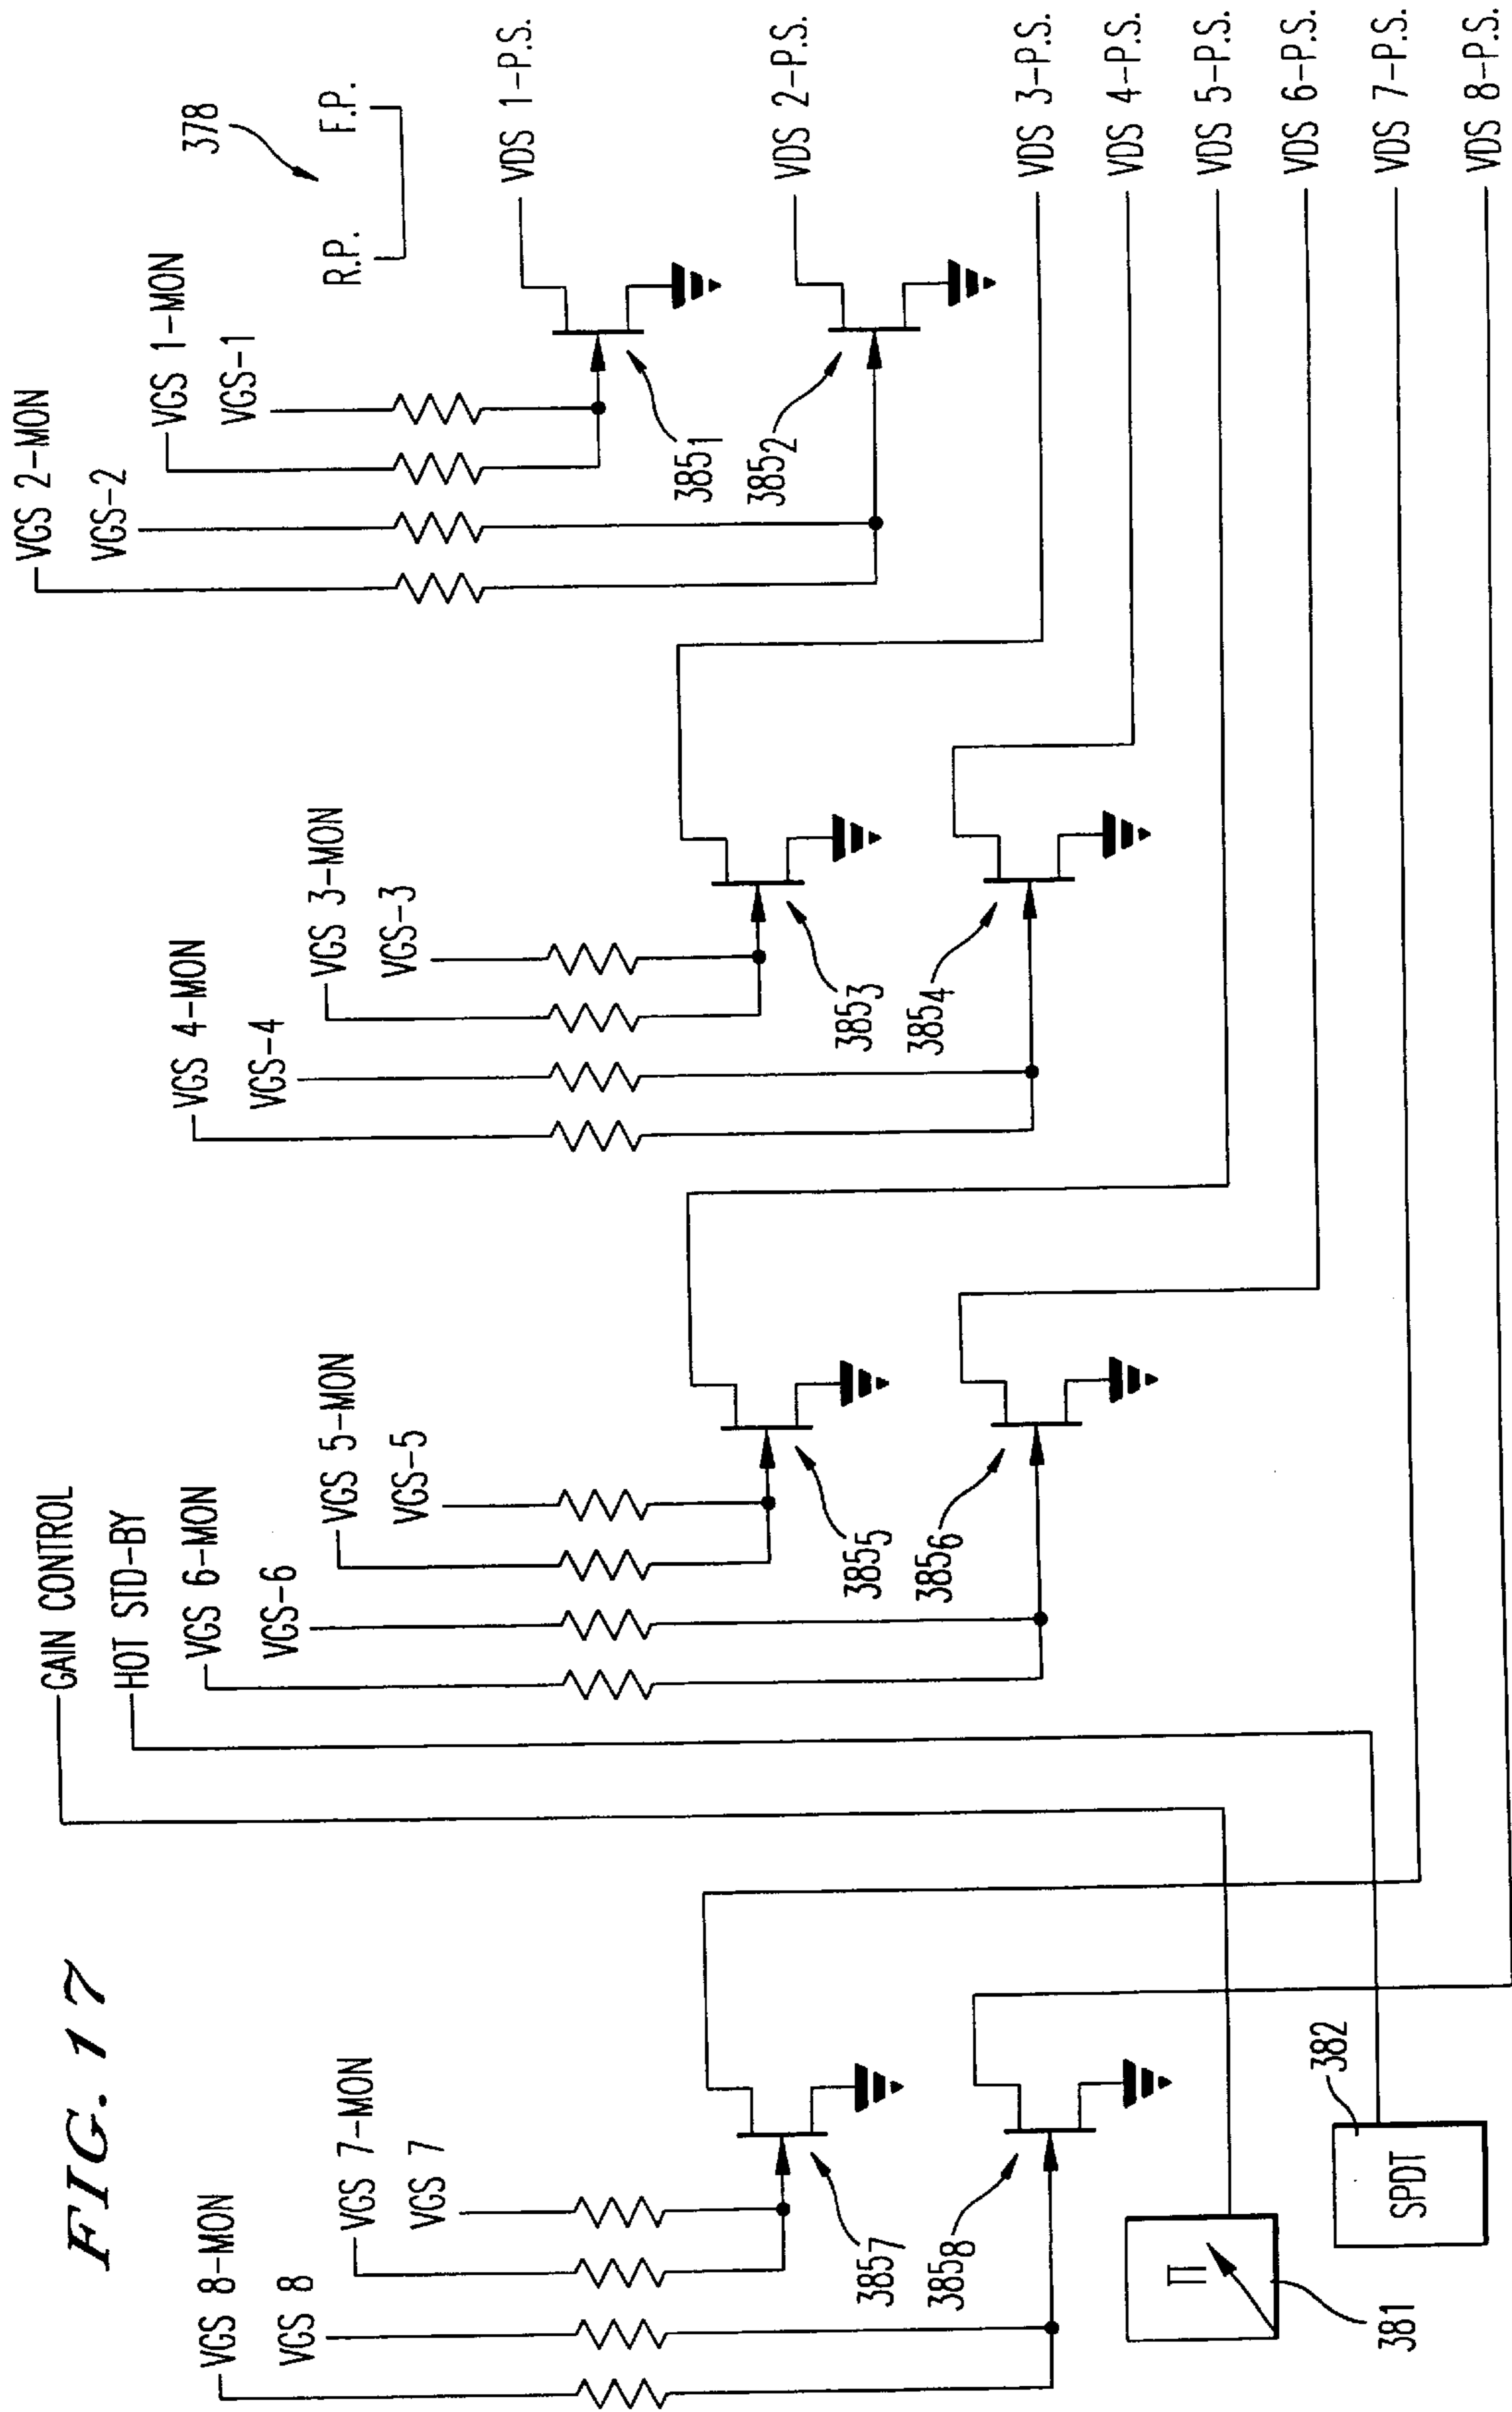 FIG. 17
GAIN CONTROL
HOT STD-BY
VGS 8-MON
VGS 8
VGS 7-MON
VGS 7
VGS 6-MON
VGS-6
VGS 5-MON
VGS-5
VGS 4-MON
VGS-4
VGS 3-MON
VGS-3
VGS 2-MON
VGS-2
VGS 1-MON
VGS-1
378
R.P.
F.P.
VDS 1-P.S.
VDS 2-P.S.
VDS 3-P.S.
VDS 4-P.S.
VDS 5-P.S.
VDS 6-P.S.
VDS 7-P.S.
VDS 8-P.S.
385₁
385₂
385₃
385₄
385₅
385₆
385₇
385₈
Π
381
SPDT
382